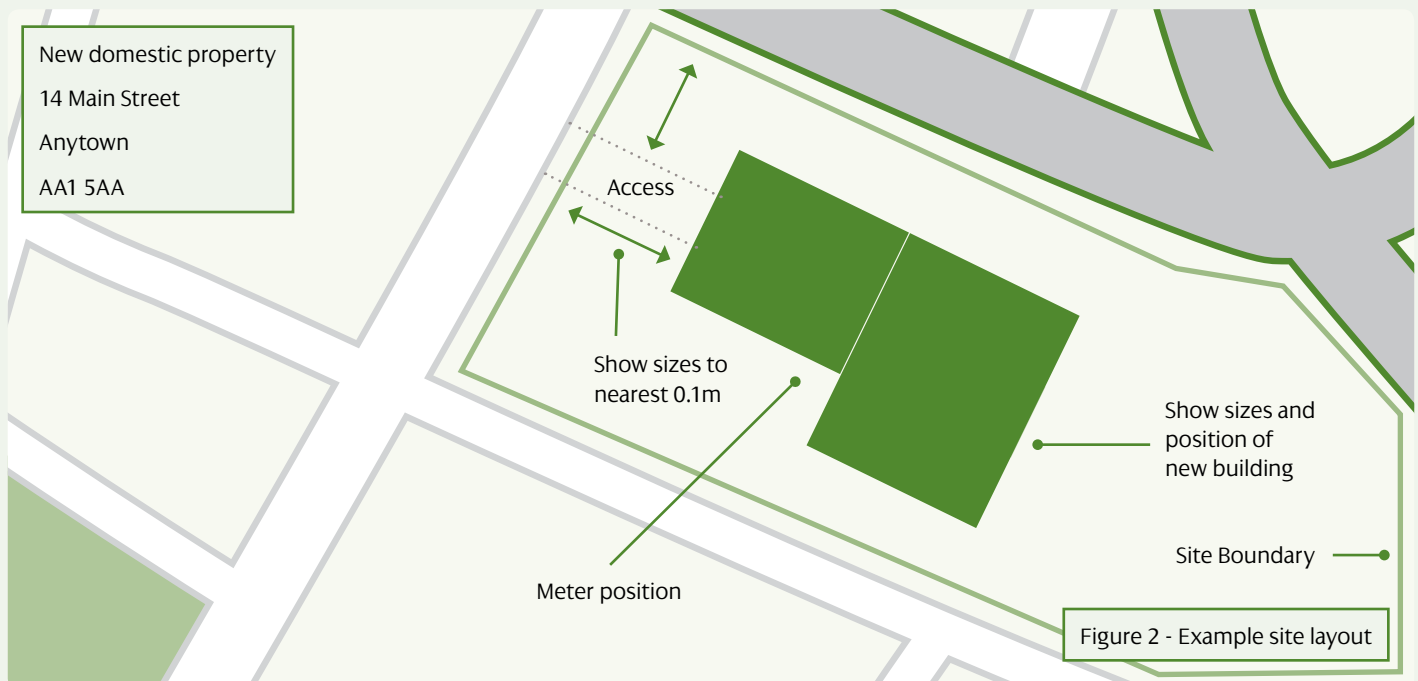 New domestic property
14 Main Street
Anytown
AA1 5AA
Access
Show sizes to
nearest 0.1m
Show sizes and
position of
new building
Site Boundary
Meter position
Figure 2 - Example site layout